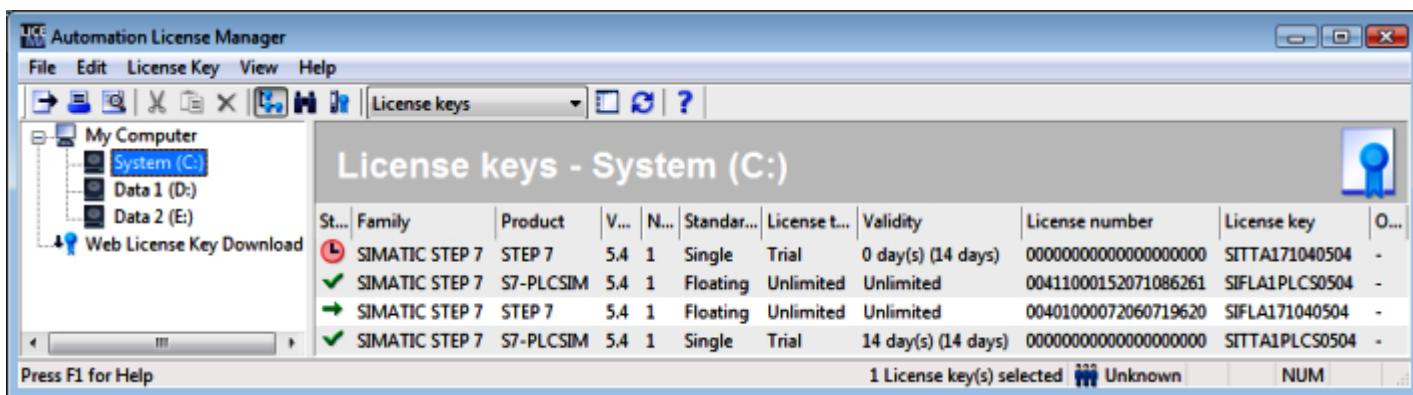 Automation License Manager
File Edit License Key View Help
License keys
My Computer
System (C:)
Data 1 (D:)
Data 2 (E:)
Web License Key Download
License keys - System (C:)
St... Family Product V... N... Standar... License t... Validity License number License key O...
SIMATIC STEP 7 STEP 7 5.4 1 Single Trial 0 day(s) (14 days) 00000000000000000000 SITTA171040504 -
SIMATIC STEP 7 S7-PLCSIM 5.4 1 Floating Unlimited Unlimited 00411000152071086261 SIFLA1PLCS0504 -
SIMATIC STEP 7 STEP 7 5.4 1 Floating Unlimited Unlimited 00401000072060719620 SIFLA171040504 -
SIMATIC STEP 7 S7-PLCSIM 5.4 1 Single Trial 14 day(s) (14 days) 00000000000000000000 SITTA1PLCS0504 -
Press F1 for Help 1 License key(s) selected Unknown NUM